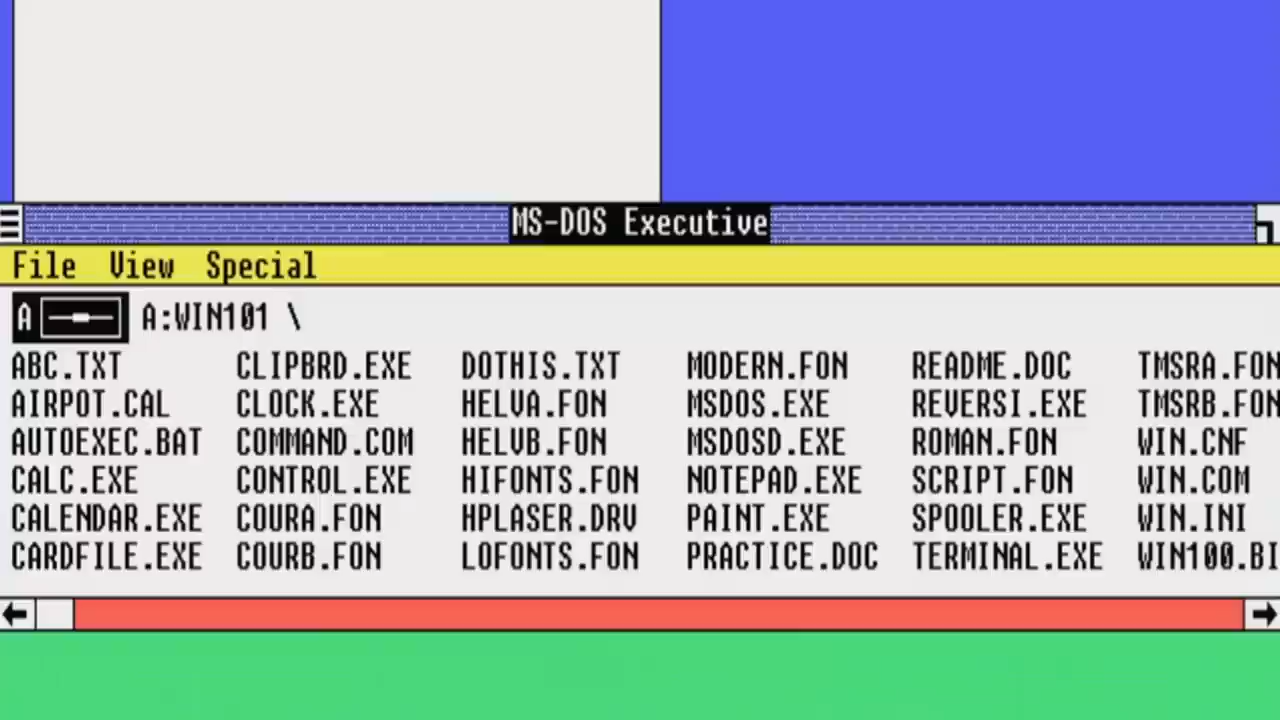 MS-DOS Executive
File View Special
A A:WIN101 \
ABC.TXT CLIPBRD.EXE DOTHIS.TXT MODERN.FON README.DOC TMSRA.FON
AIRPOT.CAL CLOCK.EXE HELVA.FON MSDOS.EXE REVERSI.EXE TMSRB.FON
AUTOEXEC.BAT COMMAND.COM HELVB.FON MSDOSD.EXE ROMAN.FON WIN.CNF
CALC.EXE CONTROL.EXE HIFONTS.FON NOTEPAD.EXE SCRIPT.FON WIN.COM
CALENDAR.EXE COURA.FON HPLASER.DRV PAINT.EXE SPOOLER.EXE WIN.INI
CARDFILE.EXE COURB.FON LOFONTS.FON PRACTICE.DOC TERMINAL.EXE WIN100.BI